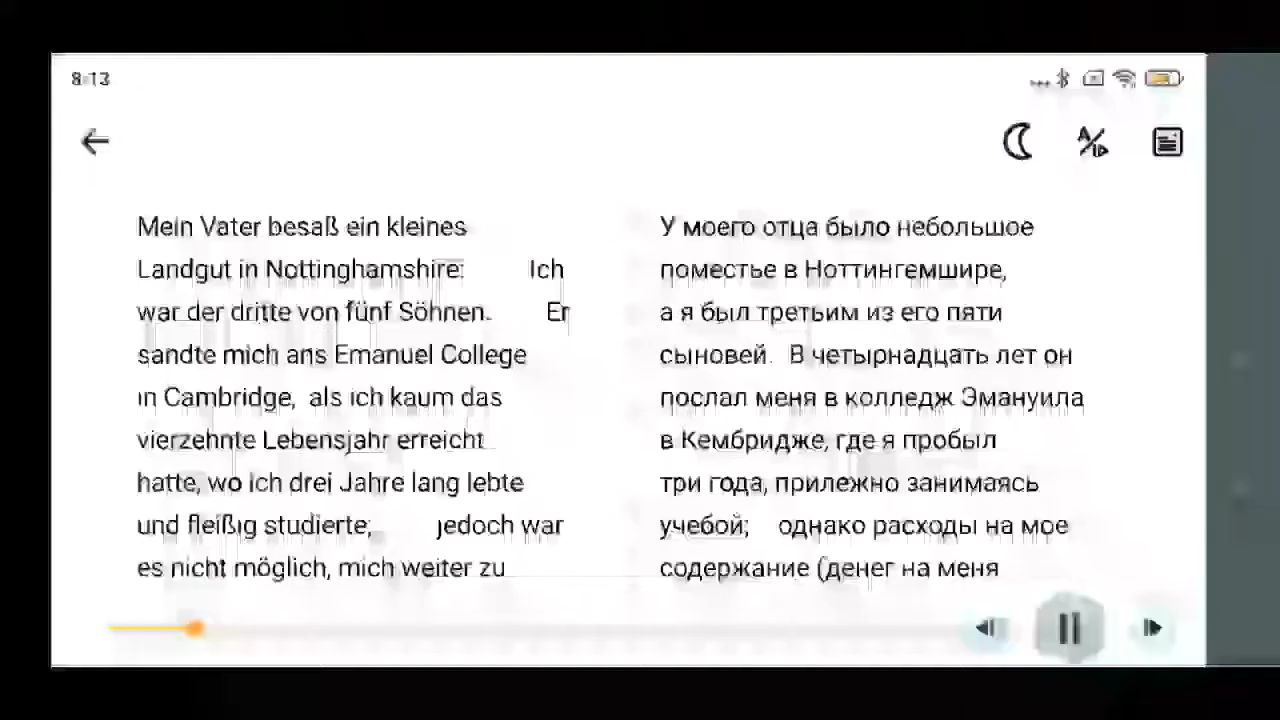 8:13
Mein Vater besaß ein kleines
Landgut in Nottinghamshire: Ich
war der dritte von fünf Söhnen. Er
sandte mich ans Emanuel College
in Cambridge, als ich kaum das
vierzehnte Lebensjahr erreicht
hatte, wo ich drei Jahre lang lebte
und fleißig studierte; jedoch war
es nicht möglich, mich weiter zu
У моего отца было небольшое
поместье в Ноттингемшире,
а я был третьим из его пяти
сыновей. В четырнадцать лет он
послал меня в колледж Эмануила
в Кембридже, где я пробыл
три года, прилежно занимаясь
учебой; однако расходы на мое
содержание (денег на меня